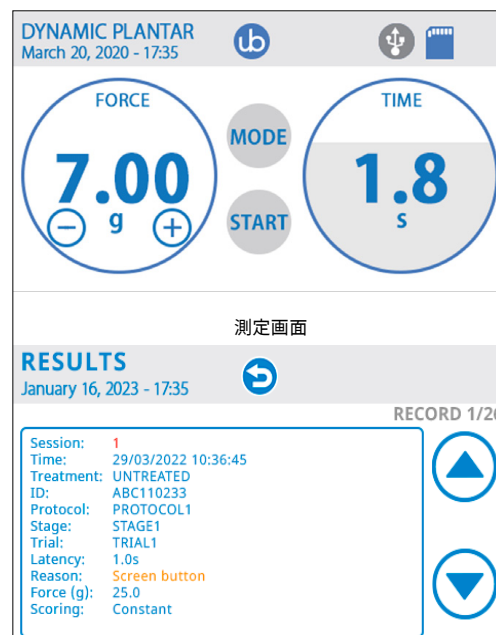 DYNAMIC PLANTAR
March 20, 2020 - 17:35
ub
FORCE
7.00
g
MODE
START
TIME
1.8
s
測定画面
RESULTS
January 16, 2023 - 17:35
RECORD 1/20
Session: 1
Time: 29/03/2022 10:36:45
Treatment: UNTREATED
ID: ABC110233
Protocol: PROTOCOL1
Stage: STAGE1
Trial: TRIAL1
Latency: 1.0s
Reason: Screen button
Force (g): 25.0
Scoring: Constant